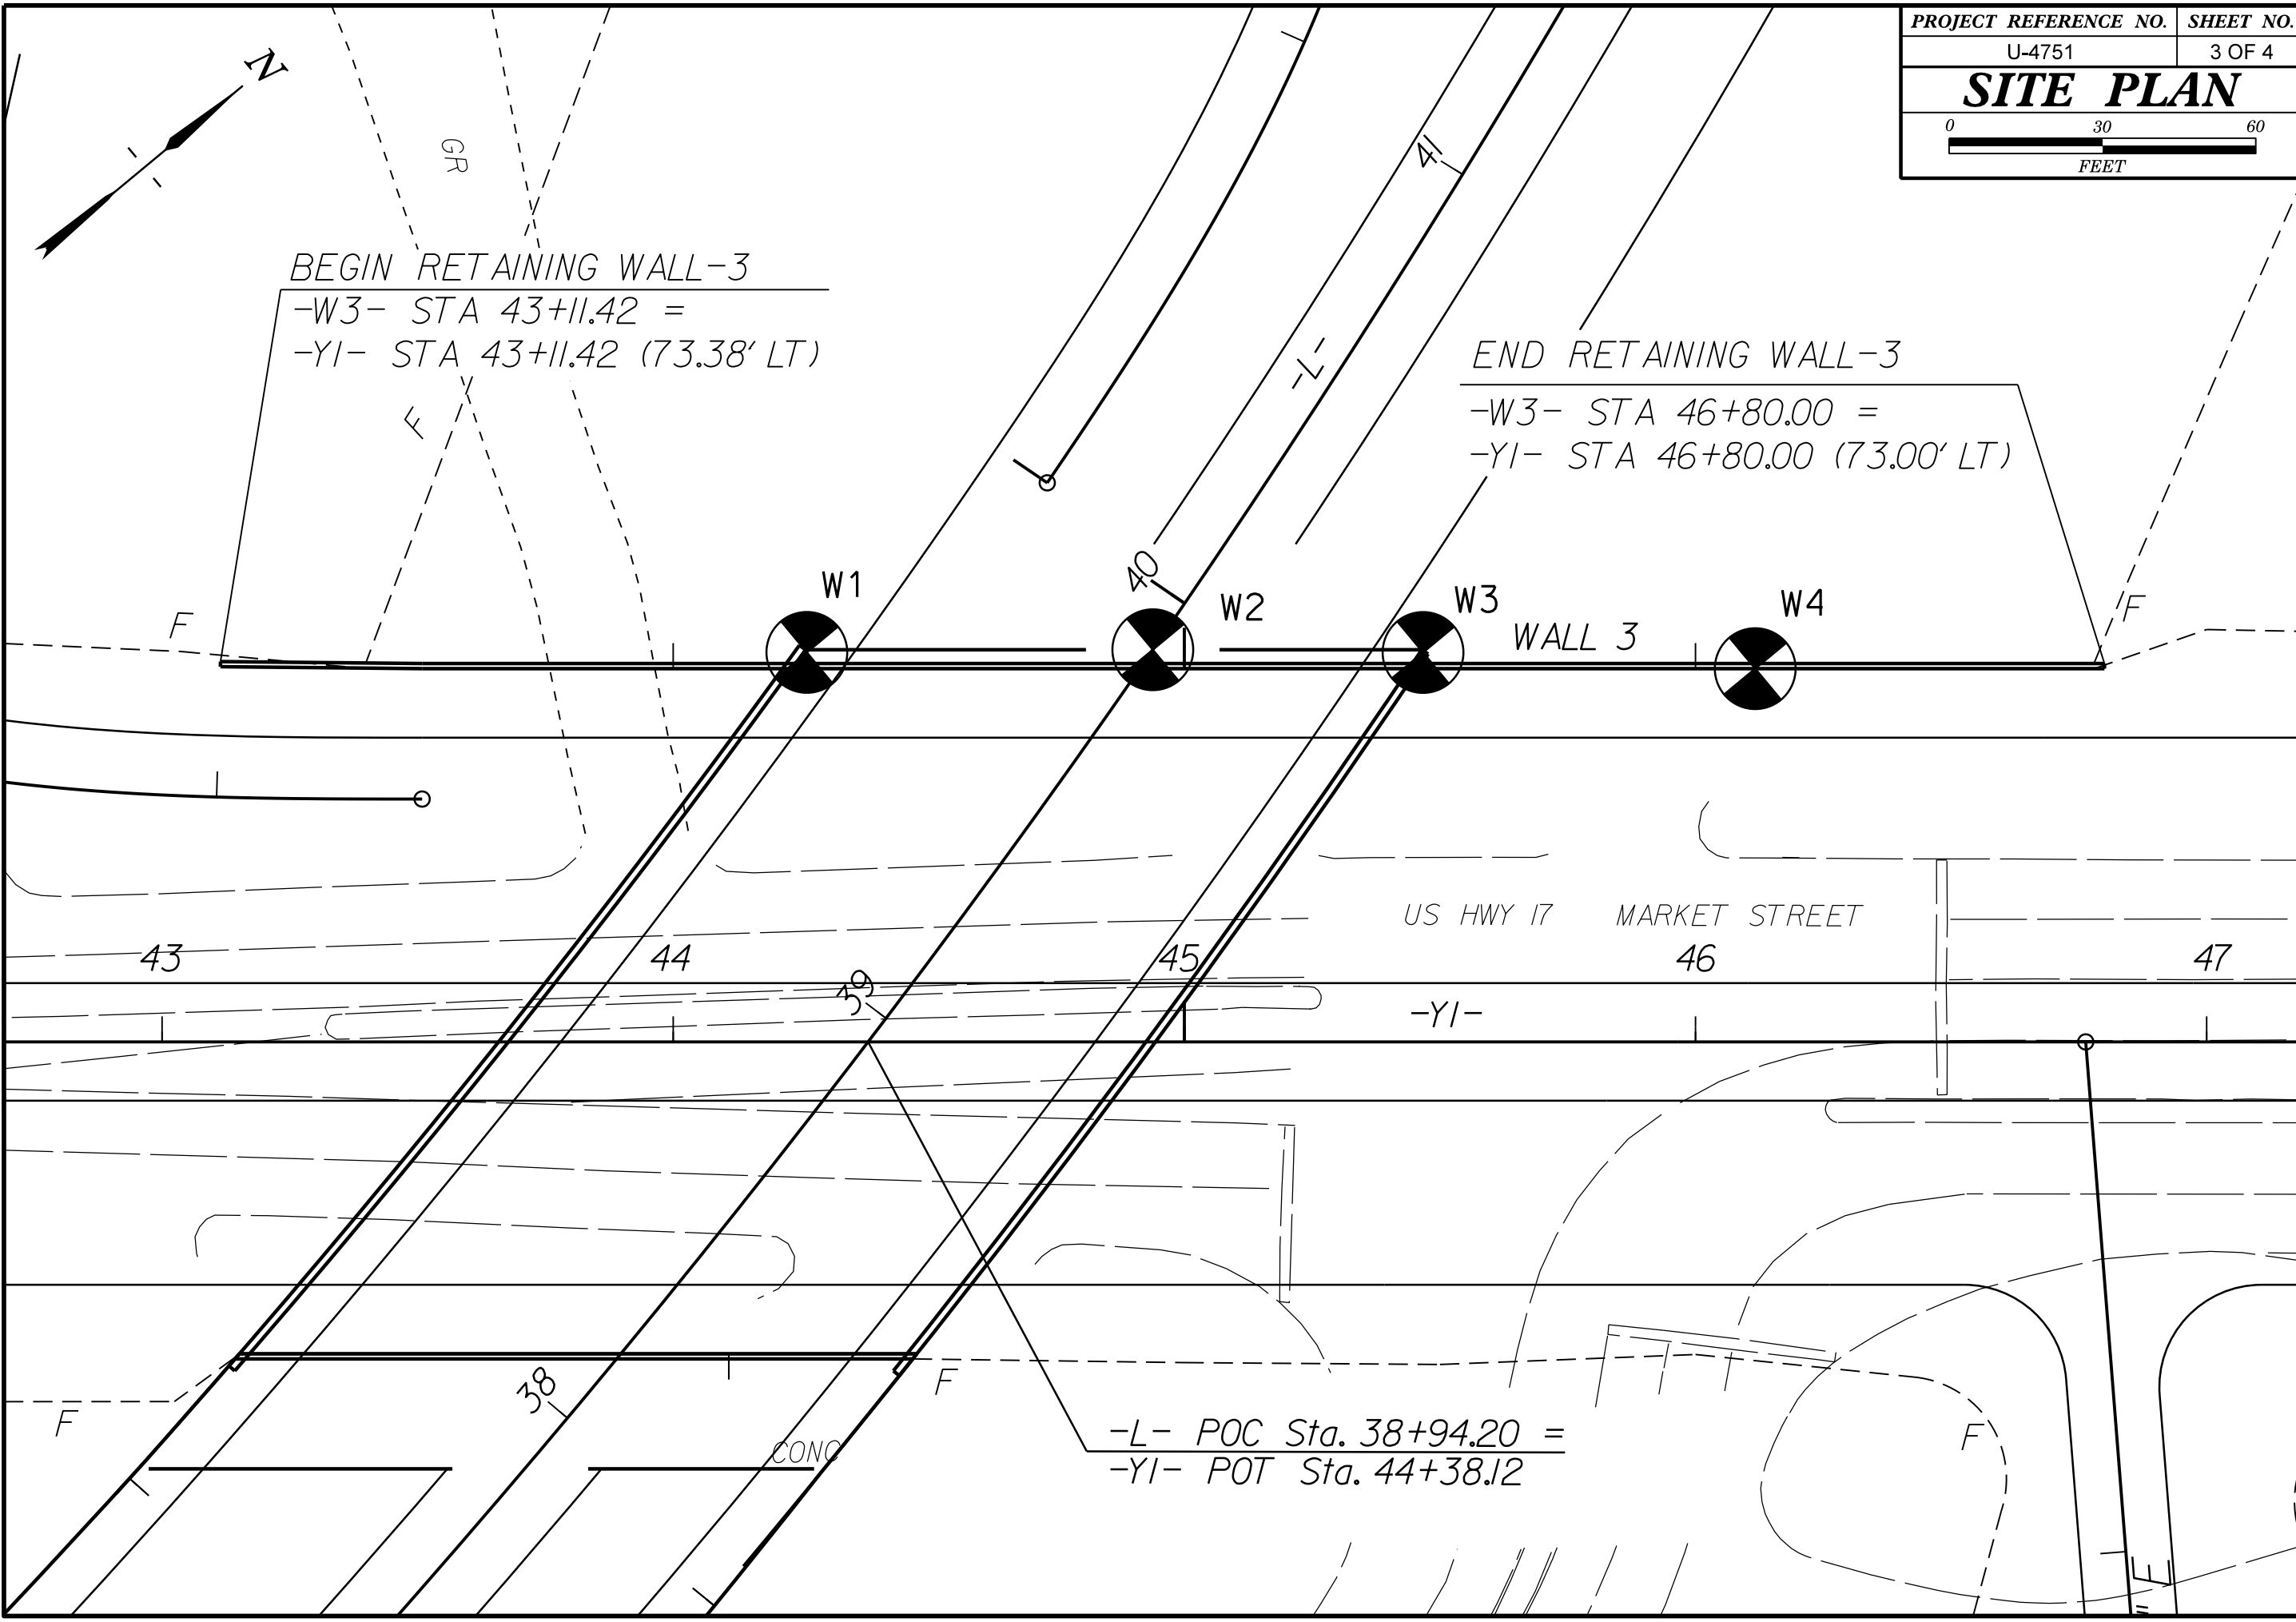 PROJECT REFERENCE NO. SHEET NO.
U-4751 3 OF 4
SITE PLAN
0 30 60
FEET
N
GR
41
BEGIN RETAINING WALL-3
-W3- STA 43+11.42 =
-Y1- STA 43+11.42 (73.38' LT)
-L-
END RETAINING WALL-3
-W3- STA 46+80.00 =
-Y1- STA 46+80.00 (73.00' LT)
F
40
W1
W2
W3
W4
F
WALL 3
F
US HWY 17 MARKET STREET
43 44 45 46 47
39
-Y1-
38
F
F
F
CONC
-L- POC Sta. 38+94.20 =
-Y1- POT Sta. 44+38.12